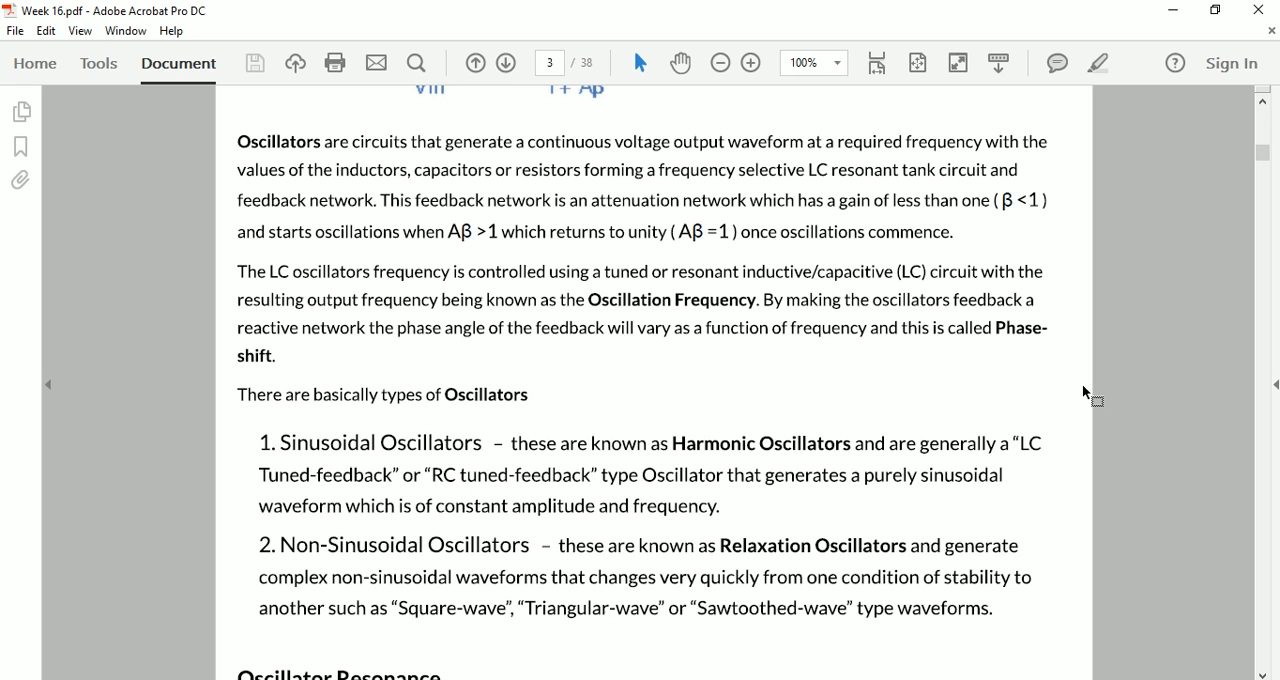 Week 16.pdf - Adobe Acrobat Pro DC
File Edit View Window Help
Home Tools Document 3 / 38 100% Sign In
Vin 1 + Aβ
Oscillators are circuits that generate a continuous voltage output waveform at a required frequency with the
values of the inductors, capacitors or resistors forming a frequency selective LC resonant tank circuit and
feedback network. This feedback network is an attenuation network which has a gain of less than one ( β <1 )
and starts oscillations when Aβ >1 which returns to unity ( Aβ =1 ) once oscillations commence.
The LC oscillators frequency is controlled using a tuned or resonant inductive/capacitive (LC) circuit with the
resulting output frequency being known as the Oscillation Frequency. By making the oscillators feedback a
reactive network the phase angle of the feedback will vary as a function of frequency and this is called Phase-
shift.
There are basically types of Oscillators
1. Sinusoidal Oscillators – these are known as Harmonic Oscillators and are generally a “LC
Tuned-feedback” or “RC tuned-feedback” type Oscillator that generates a purely sinusoidal
waveform which is of constant amplitude and frequency.
2. Non-Sinusoidal Oscillators – these are known as Relaxation Oscillators and generate
complex non-sinusoidal waveforms that changes very quickly from one condition of stability to
another such as “Square-wave”, “Triangular-wave” or “Sawtoothed-wave” type waveforms.
Oscillator Resonance